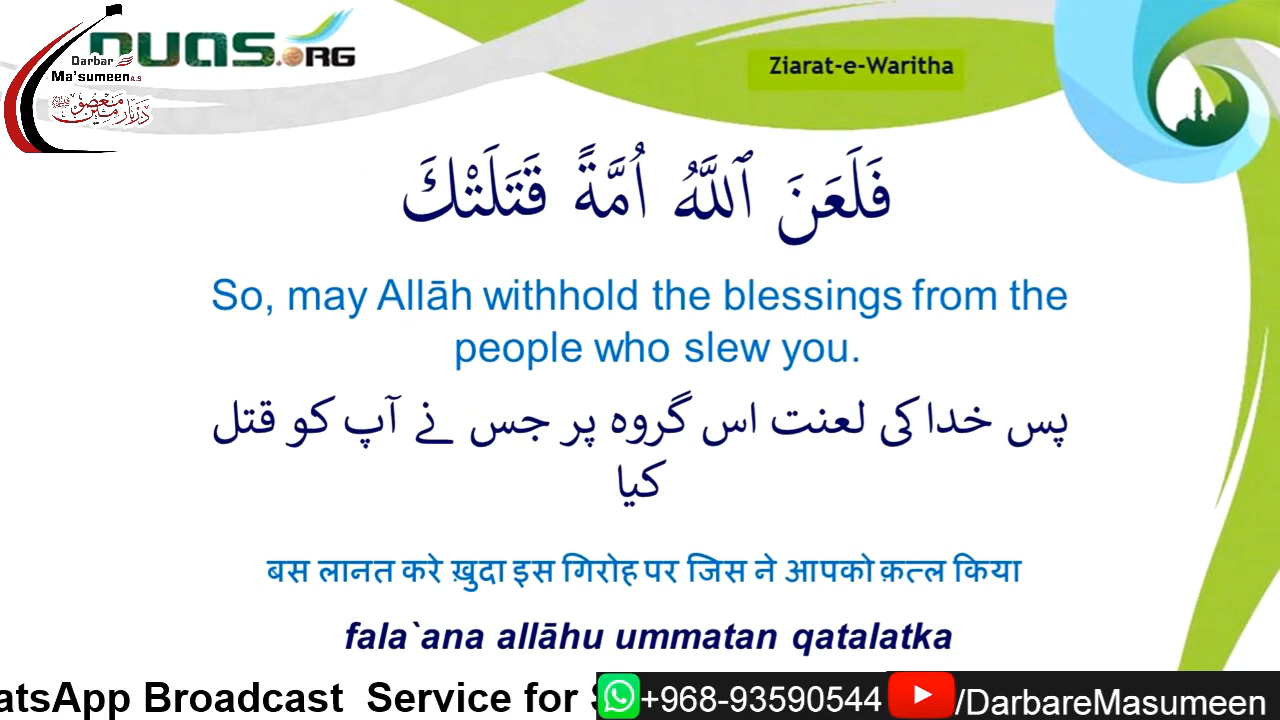 DUAS.ORG
Darbar
Ma'sumeen A.S
Ziarat-e-Waritha
فَلَعَنَ ٱللَّهُ أُمَّةً قَتَلَتْكَ
So, may Allāh withhold the blessings from the
people who slew you.
پس خدا کی لعنت اس گروہ پر جس نے آپ کو قتل
کیا
बस लानत करे ख़ुदा इस गिरोह पर जिस ने आपको क़त्ल किया
fala`ana allāhu ummatan qatalatka
atsApp Broadcast Service for S
+968-93590544 /DarbareMasumeen